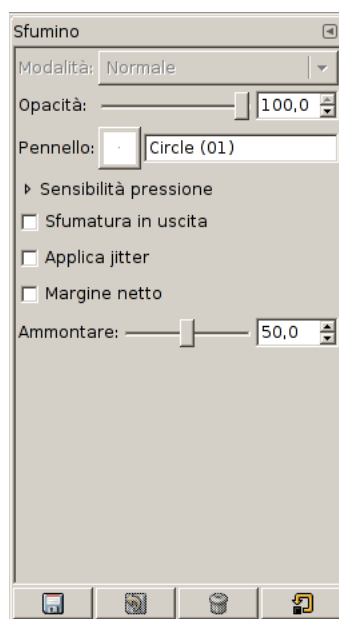 Sfumino
Modalità: Normale
Opacità: 100,0
Pennello: Circle (01)
Sensibilità pressione
Sfumatura in uscita
Applica jitter
Margine netto
Ammontare: 50,0